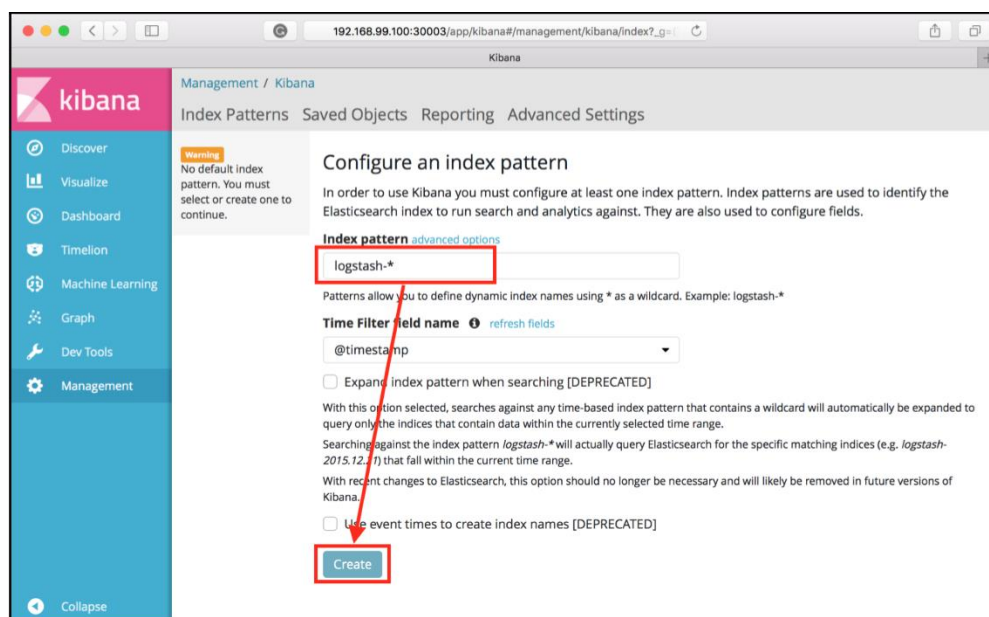 192.168.99.100:30003/app/kibana#/management/kibana/index?_g=(
Kibana
kibana
Discover
Visualize
Dashboard
Timelion
Machine Learning
Graph
Dev Tools
Management
Collapse
Management / Kibana
Index Patterns Saved Objects Reporting Advanced Settings
Warning
No default index
pattern. You must
select or create one to
continue.
Configure an index pattern
In order to use Kibana you must configure at least one index pattern. Index patterns are used to identify the
Elasticsearch index to run search and analytics against. They are also used to configure fields.
Index pattern advanced options
logstash-*
Patterns allow you to define dynamic index names using * as a wildcard. Example: logstash-*
Time Filter field name refresh fields
@timestamp
Expand index pattern when searching [DEPRECATED]
With this option selected, searches against any time-based index pattern that contains a wildcard will automatically be expanded to
query only the indices that contain data within the currently selected time range.
Searching against the index pattern logstash-* will actually query Elasticsearch for the specific matching indices (e.g. logstash-
2015.12.21) that fall within the current time range.
With recent changes to Elasticsearch, this option should no longer be necessary and will likely be removed in future versions of
Kibana.
Use event times to create index names [DEPRECATED]
Create